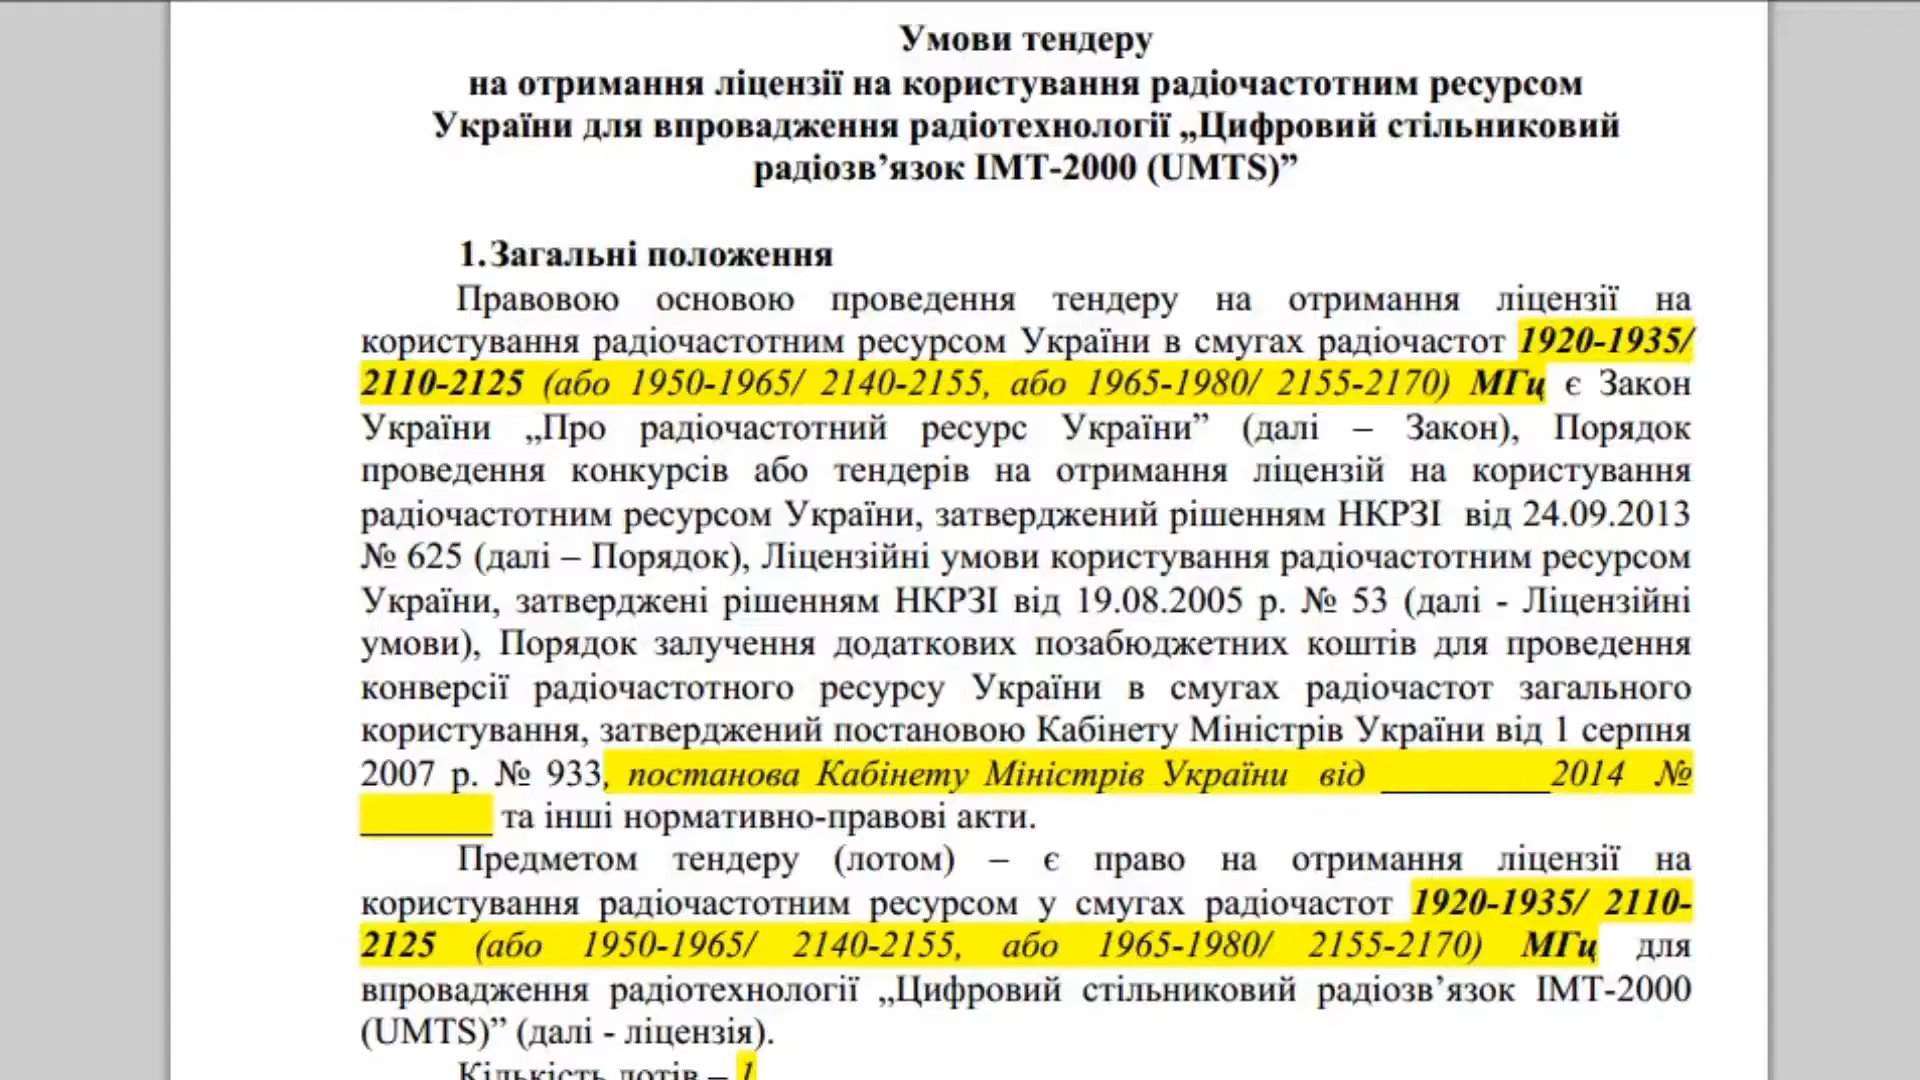 Умови тендеру
на отримання ліцензії на користування радіочастотним ресурсом
України для впровадження радіотехнології „Цифровий стільниковий
радіозв’язок ІМТ-2000 (UMTS)”
1.Загальні положення
Правовою основою проведення тендеру на отримання ліцензії на
користування радіочастотним ресурсом України в смугах радіочастот 1920-1935/
2110-2125 (або 1950-1965/ 2140-2155, або 1965-1980/ 2155-2170) МГц є Закон
України „Про радіочастотний ресурс України” (далі – Закон), Порядок
проведення конкурсів або тендерів на отримання ліцензій на користування
радіочастотним ресурсом України, затверджений рішенням НКРЗІ від 24.09.2013
№ 625 (далі – Порядок), Ліцензійні умови користування радіочастотним ресурсом
України, затверджені рішенням НКРЗІ від 19.08.2005 р. № 53 (далі - Ліцензійні
умови), Порядок залучення додаткових позабюджетних коштів для проведення
конверсії радіочастотного ресурсу України в смугах радіочастот загального
користування, затверджений постановою Кабінету Міністрів України від 1 серпня
2007 р. № 933, постанова Кабінету Міністрів України від _________2014 №
_______ та інші нормативно-правові акти.
Предметом тендеру (лотом) – є право на отримання ліцензії на
користування радіочастотним ресурсом у смугах радіочастот 1920-1935/ 2110-
2125 (або 1950-1965/ 2140-2155, або 1965-1980/ 2155-2170) МГц для
впровадження радіотехнології „Цифровий стільниковий радіозв’язок ІМТ-2000
(UMTS)” (далі - ліцензія).
Кількість лотів – 1